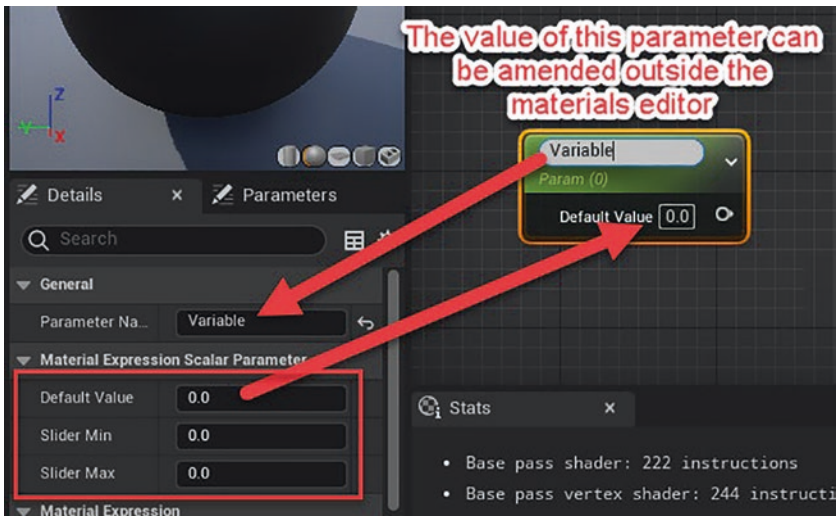 The value of this parameter can
be amended outside the
materials editor
Z
Y
X
Variable
Param (0)
Default Value 0.0
Details × Parameters
Search
General
Parameter Na... Variable
Material Expression Scalar Parameter
Default Value 0.0
Slider Min 0.0
Slider Max 0.0
Material Expression
Stats ×
• Base pass shader: 222 instructions
• Base pass vertex shader: 244 instructi